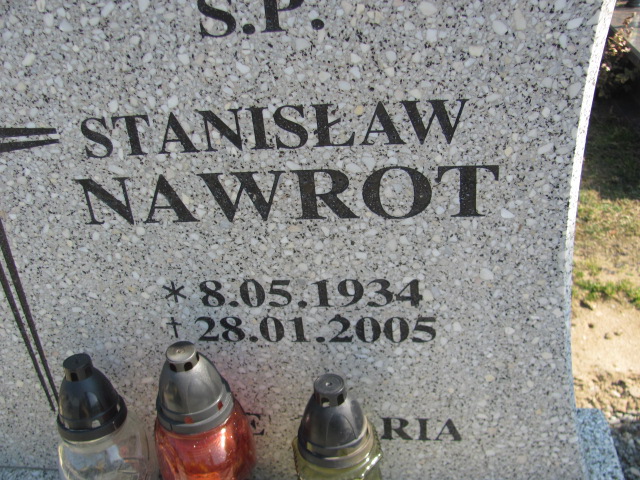 Ś.P.
STANISŁAW
NAWROT
* 8.05.1934
† 28.01.2005